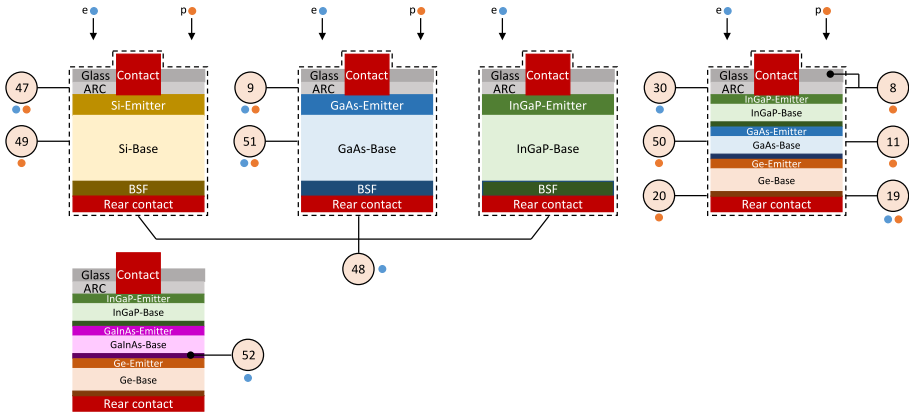 e
p
e
p
e
e
p
Glass
Contact
ARC
Si-Emitter
Si-Base
BSF
Rear contact
47
49
Glass
Contact
ARC
GaAs-Emitter
GaAs-Base
BSF
Rear contact
9
51
Contact
InGaP-Emitter
InGaP-Base
BSF
Rear contact
48
Glass
Contact
ARC
InGaP-Emitter
InGaP-Base
GaAs-Emitter
GaAs-Base
Ge-Emitter
Ge-Base
Rear contact
30
50
20
8
11
19
Glass
Contact
ARC
InGaP-Emitter
InGaP-Base
GaInAs-Emitter
GaInAs-Base
Ge-Emitter
Ge-Base
Rear contact
52